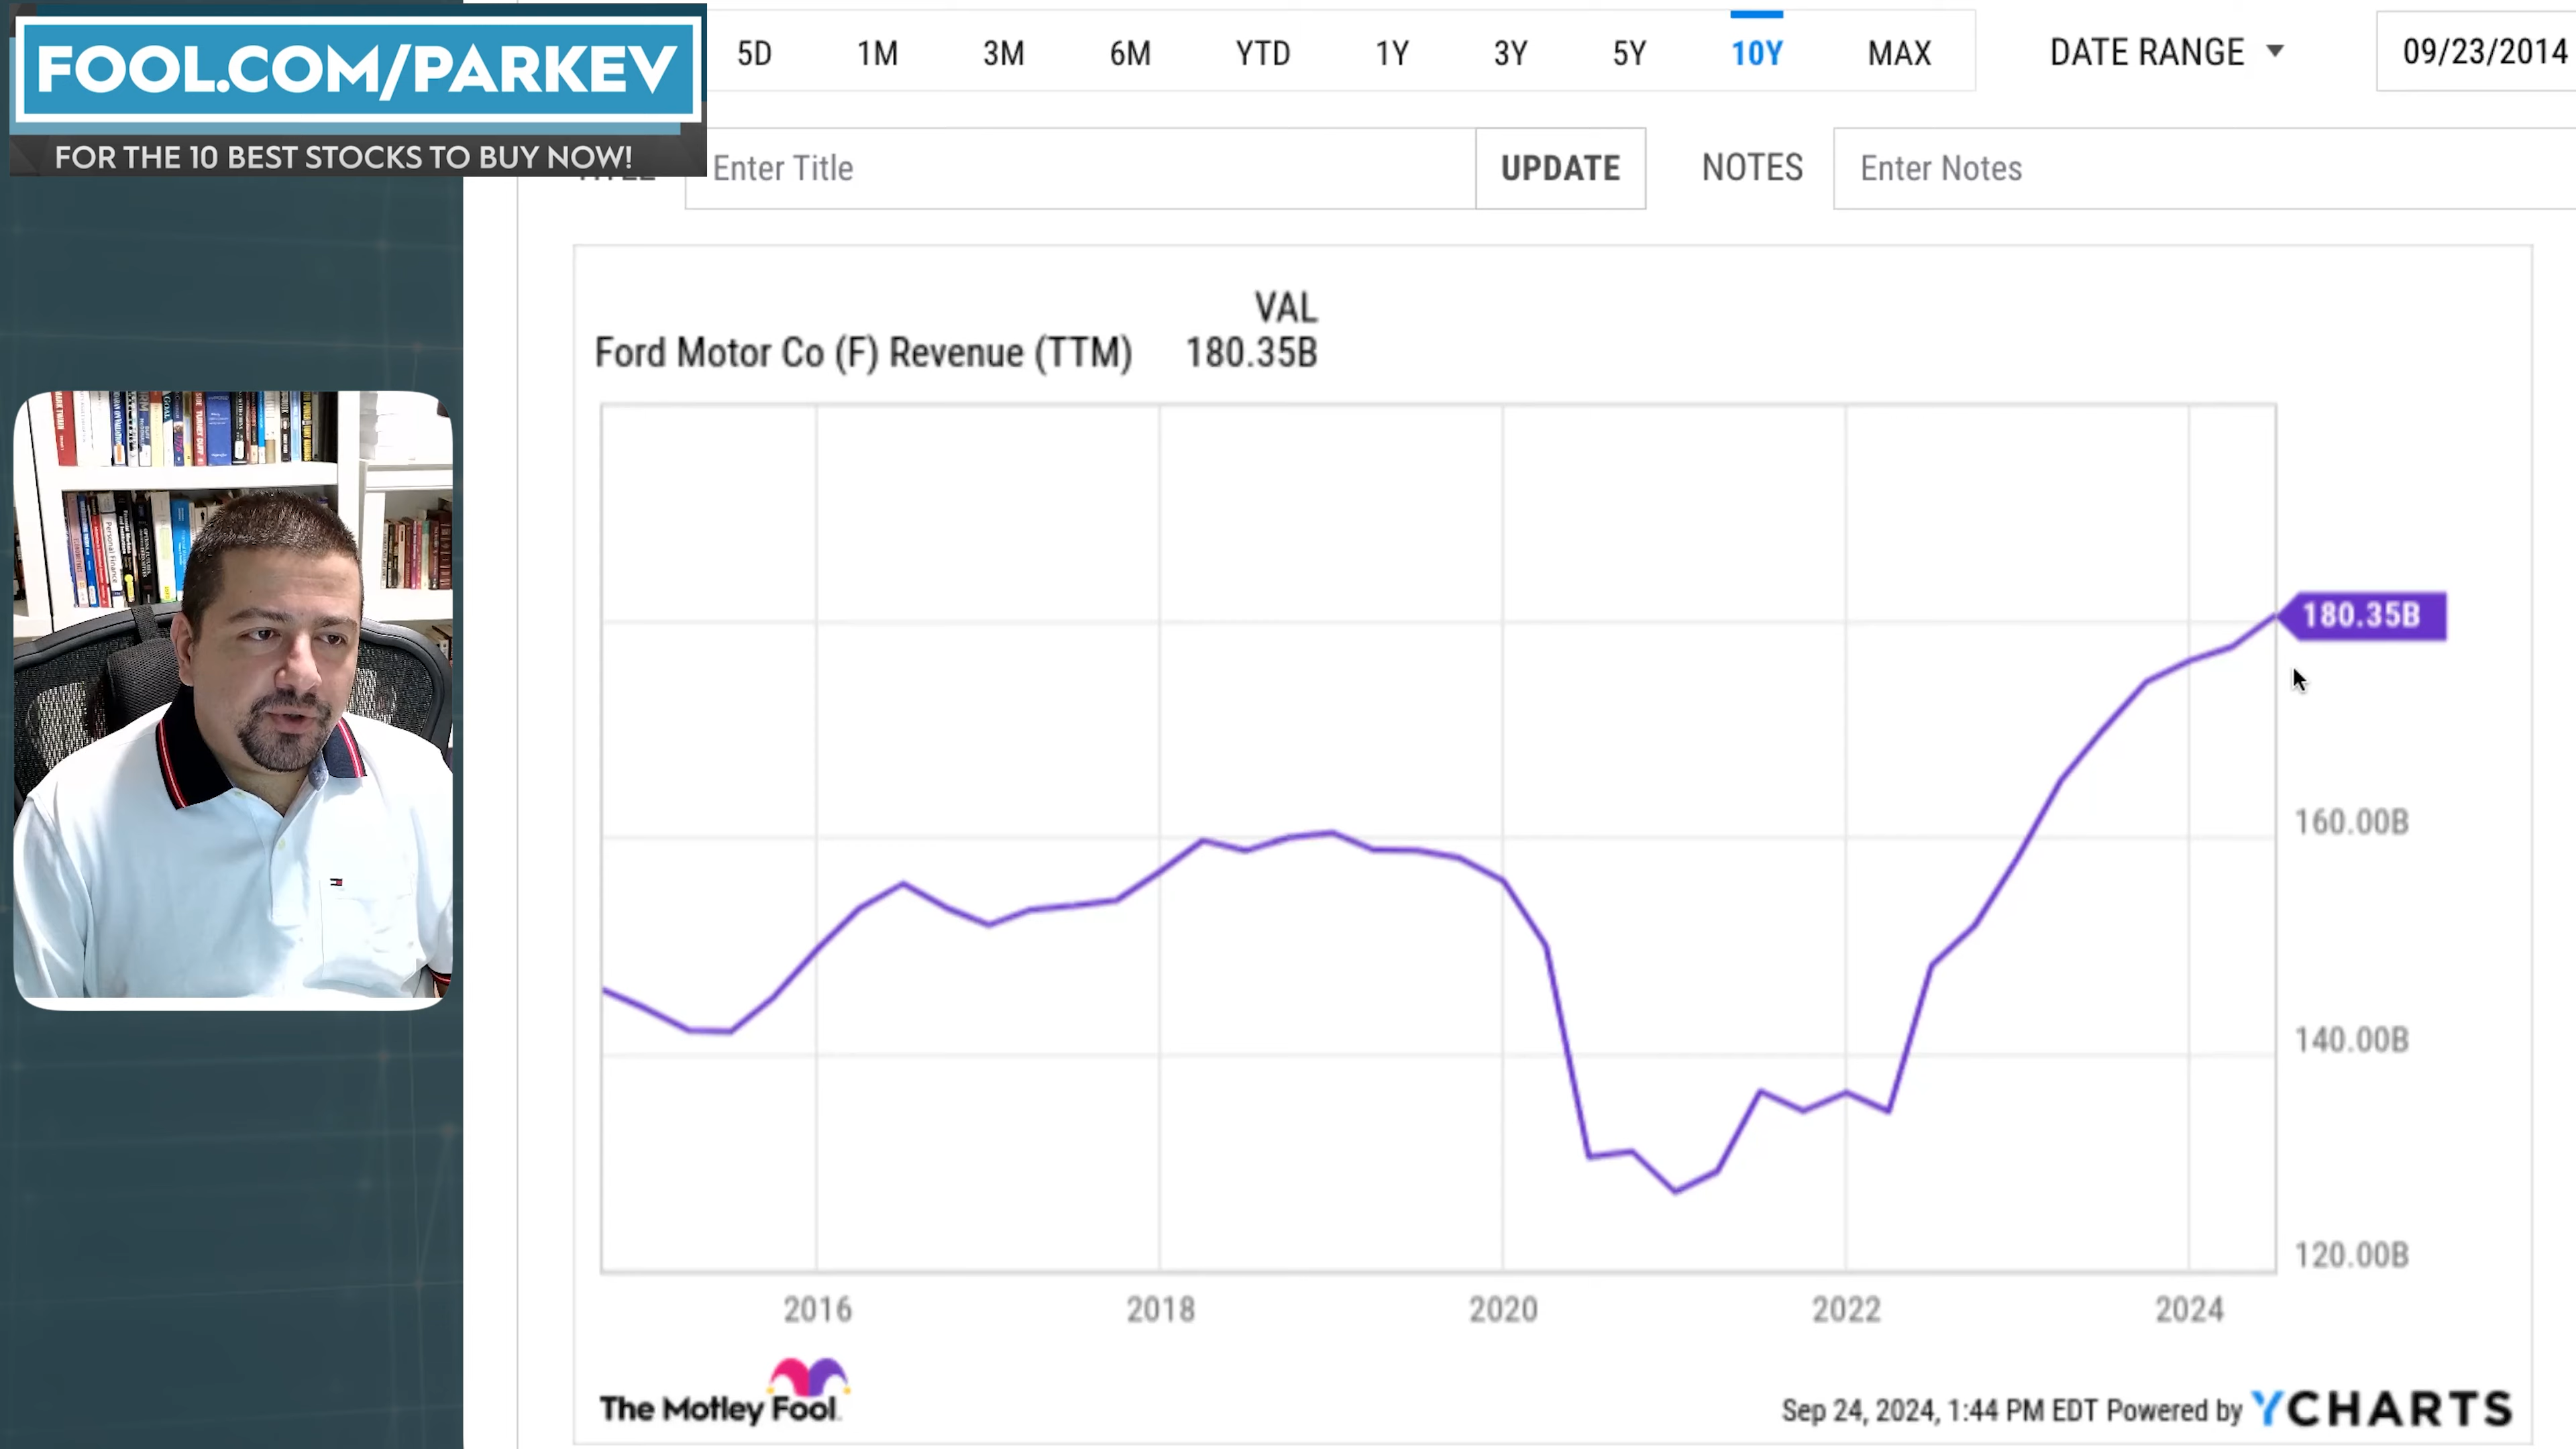 FOOL.COM/PARKEV
FOR THE 10 BEST STOCKS TO BUY NOW!
5D 1M 3M 6M YTD 1Y 3Y 5Y 10Y MAX DATE RANGE 09/23/2014
Enter Title UPDATE NOTES Enter Notes
VAL
Ford Motor Co (F) Revenue (TTM) 180.35B
180.35B
160.00B
140.00B
120.00B
2016 2018 2020 2022 2024
The Motley Fool.
Sep 24, 2024, 1:44 PM EDT Powered by YCHARTS
Personal Finance